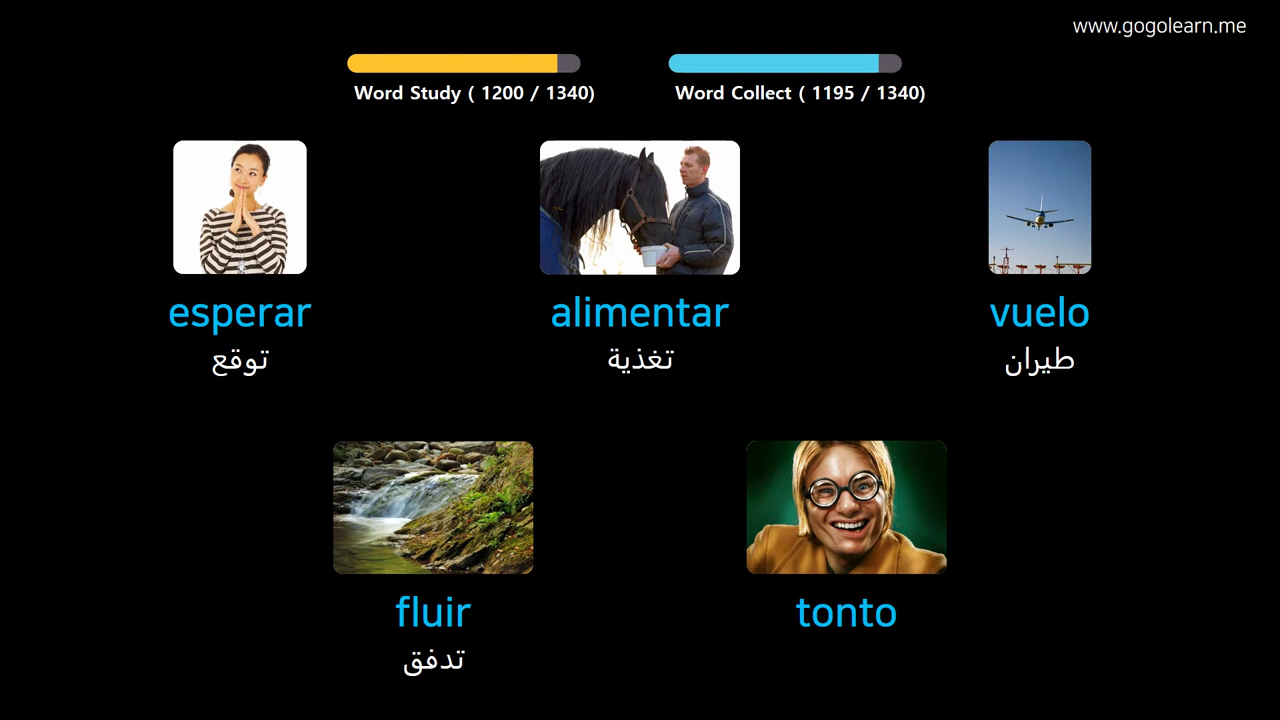 www.gogolearn.me
Word Study ( 1200 / 1340)
Word Collect ( 1195 / 1340)
esperar
توقع
alimentar
تغذية
vuelo
طيران
fluir
تدفق
tonto